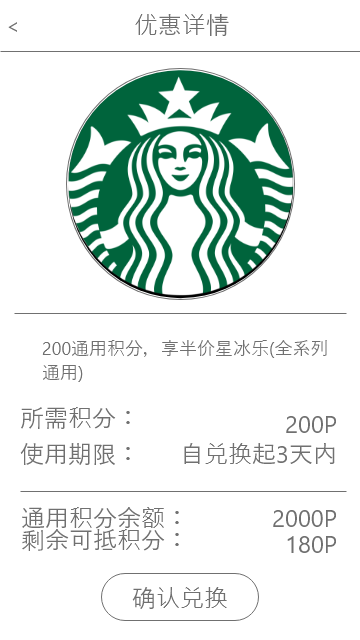 < 优惠详情
200通用积分，享半价星冰乐(全系列
通用)
所需积分： 200P
使用期限： 自兑换起3天内
通用积分余额： 2000P
剩余可抵积分： 180P
确认兑换